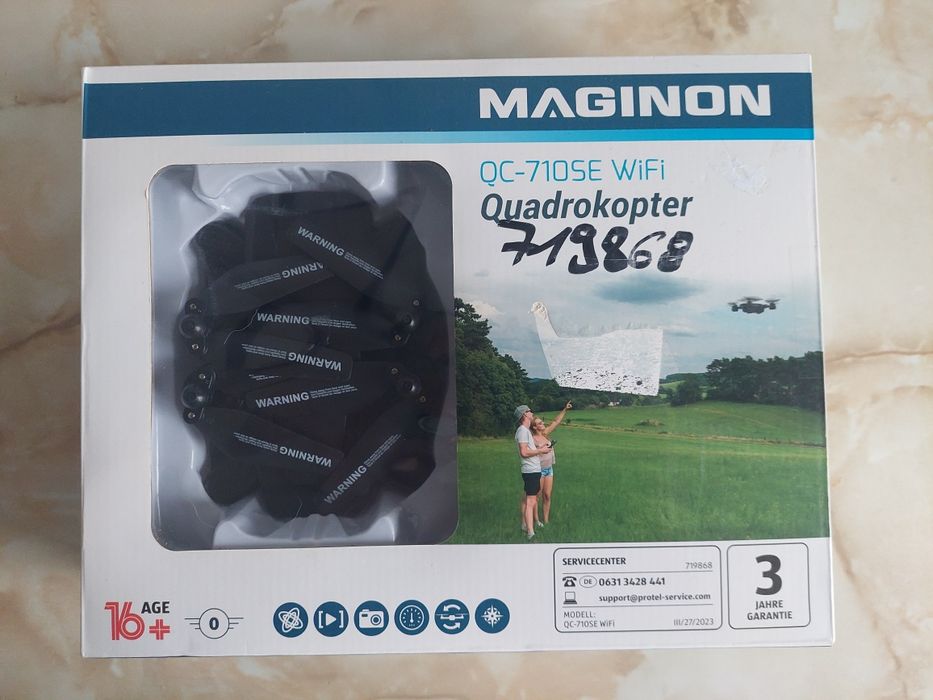 MAGINON
QC-710SE WiFi
Quadrokopter
719868
WARNING
WARNING
WARNING
WARNING
WARNING
WARNING
WARNING
16+ AGE
0
SERVICECENTER 719868
DE 0631 3428 441
support@protel-service.com
MODELL:
QC-710SE WiFi III/27/2023
3
JAHRE
GARANTIE